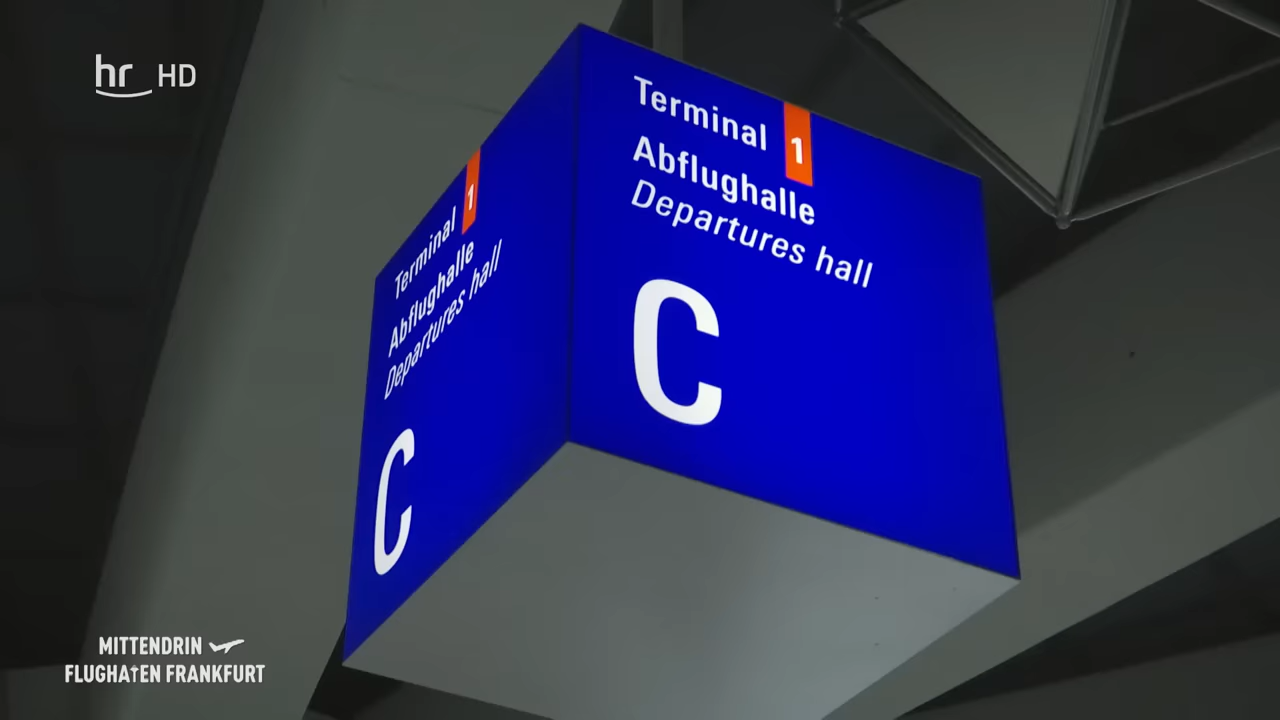 hr HD
Terminal 1
Abflughalle
Departures hall
C
Terminal 1
Abflughalle
Departures hall
C
MITTENDRIN
FLUGHAFEN FRANKFURT